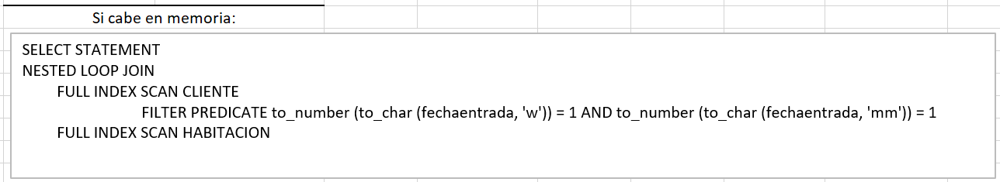 Si cabe en memoria:
SELECT STATEMENT
NESTED LOOP JOIN
FULL INDEX SCAN CLIENTE
FILTER PREDICATE to_number (to_char (fechaentrada, 'w')) = 1 AND to_number (to_char (fechaentrada, 'mm')) = 1
FULL INDEX SCAN HABITACION